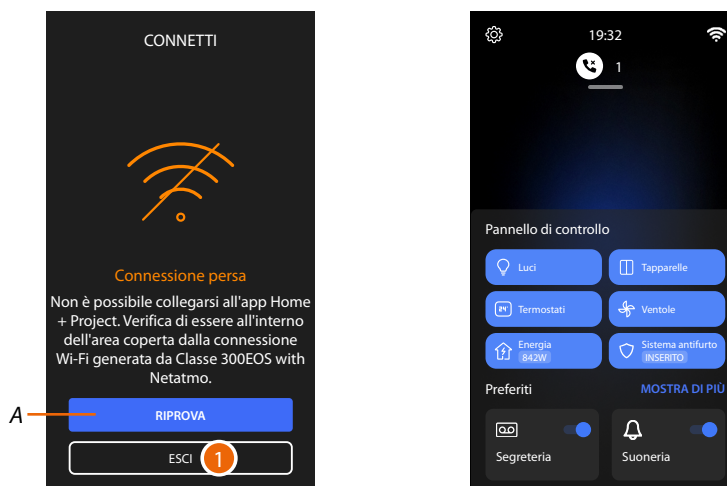 CONNETTI
Connessione persa
Non è possibile collegarsi all'app Home
+ Project. Verifica di essere all'interno
dell'area coperta dalla connessione
Wi-Fi generata da Classe 300EOS with
Netatmo.
A
RIPROVA
ESCI
1
19:32
1
Pannello di controllo
Luci
Tapparelle
Termostati
Ventole
Energia
842W
Sistema antifurto
INSERITO
Preferiti
MOSTRA DI PIÙ
Segreteria
Suoneria